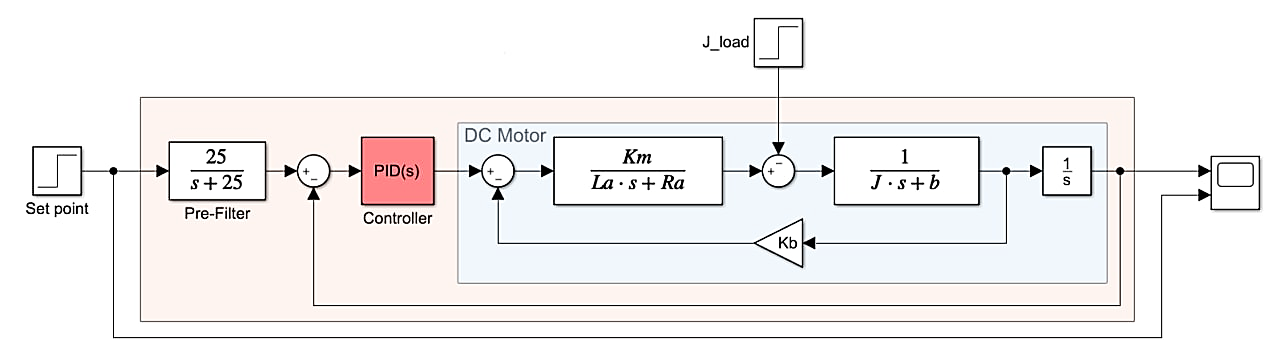 J_load
DC Motor
25
s + 25
+
−
PID(s)
+
−
Km
La · s + Ra
−
+
1
J · s + b
1
s
Set point
Pre-Filter
Controller
Kb